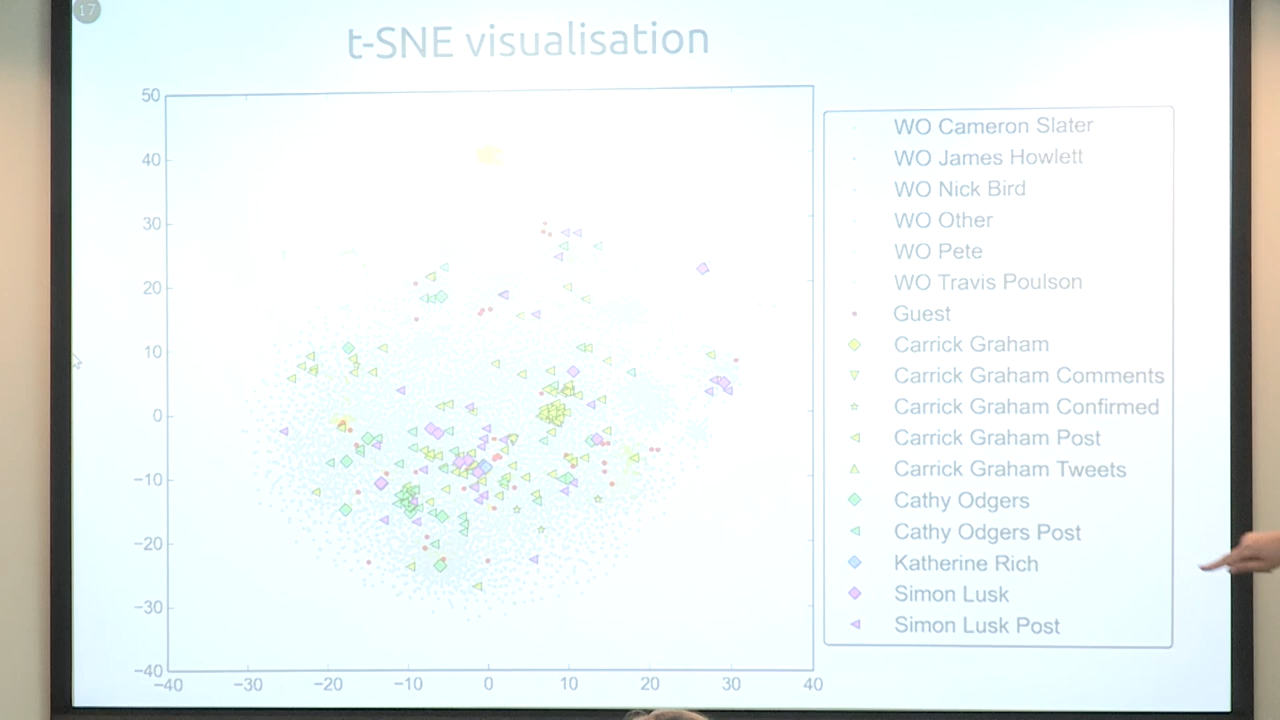 17
t-SNE visualisation
50
40
30
20
10
0
−10
−20
−30
−40
−40 −30 −20 −10 0 10 20 30 40
WO Cameron Slater
WO James Howlett
WO Nick Bird
WO Other
WO Pete
WO Travis Poulson
Guest
Carrick Graham
Carrick Graham Comments
Carrick Graham Confirmed
Carrick Graham Post
Carrick Graham Tweets
Cathy Odgers
Cathy Odgers Post
Katherine Rich
Simon Lusk
Simon Lusk Post